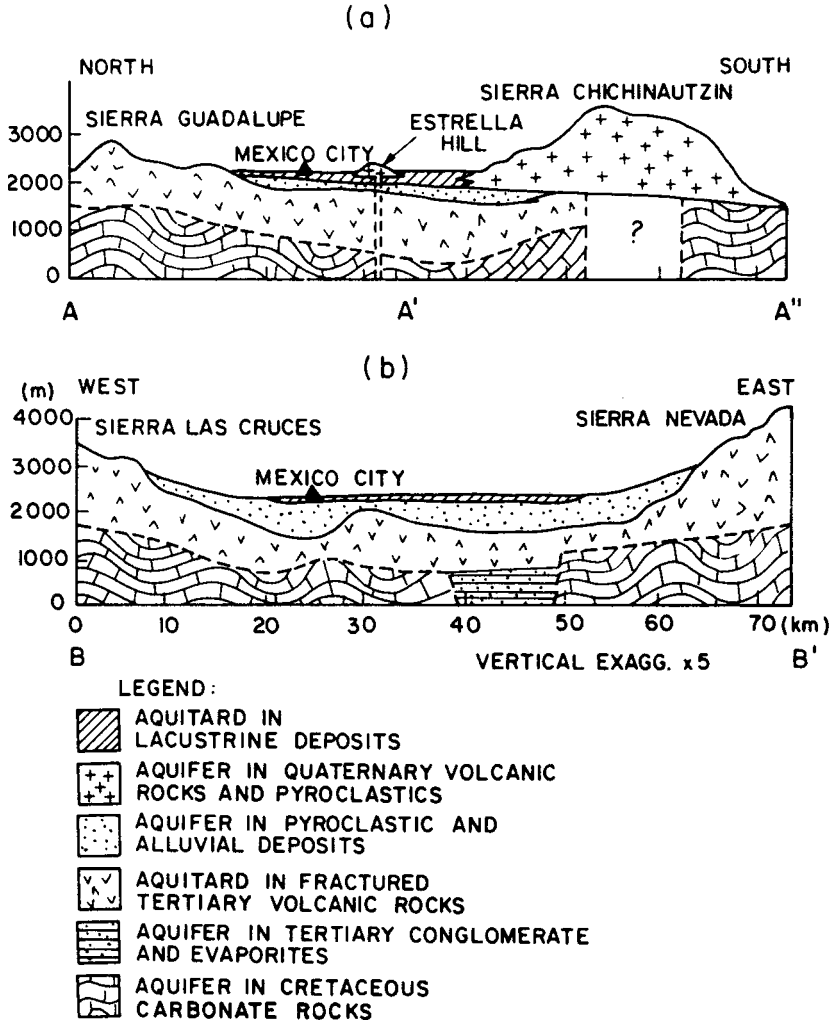 (a)
NORTH
SOUTH
SIERRA CHICHINAUTZIN
SIERRA GUADALUPE
ESTRELLA
HILL
MEXICO CITY
3000
2000
1000
0
?
A
A'
A"
(b)
(m)
WEST
EAST
4000
SIERRA LAS CRUCES
SIERRA NEVADA
3000
MEXICO CITY
2000
1000
0
0 10 20 30 40 50 60 70 (km)
B
VERTICAL EXAGG. x5
B'
LEGEND:
AQUITARD IN
LACUSTRINE DEPOSITS
AQUIFER IN QUATERNARY VOLCANIC
ROCKS AND PYROCLASTICS
AQUIFER IN PYROCLASTIC AND
ALLUVIAL DEPOSITS
AQUITARD IN FRACTURED
TERTIARY VOLCANIC ROCKS
AQUIFER IN TERTIARY CONGLOMERATE
AND EVAPORITES
AQUIFER IN CRETACEOUS
CARBONATE ROCKS